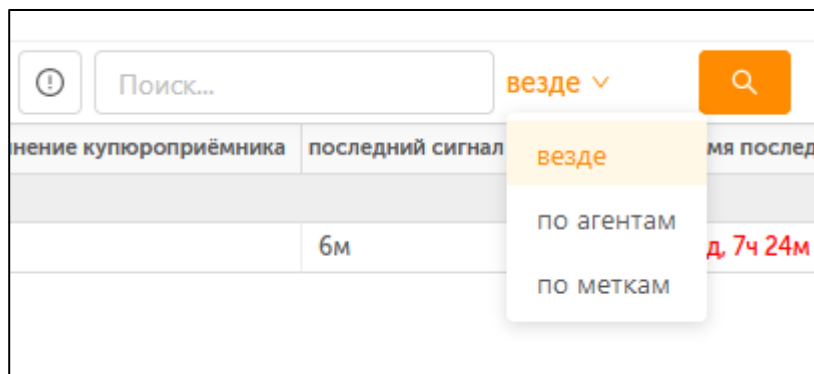 Поиск...
везде
нение купюроприёмника
последний сигнал
мя послед
везде
6м
д, 7ч 24м
по агентам
по меткам